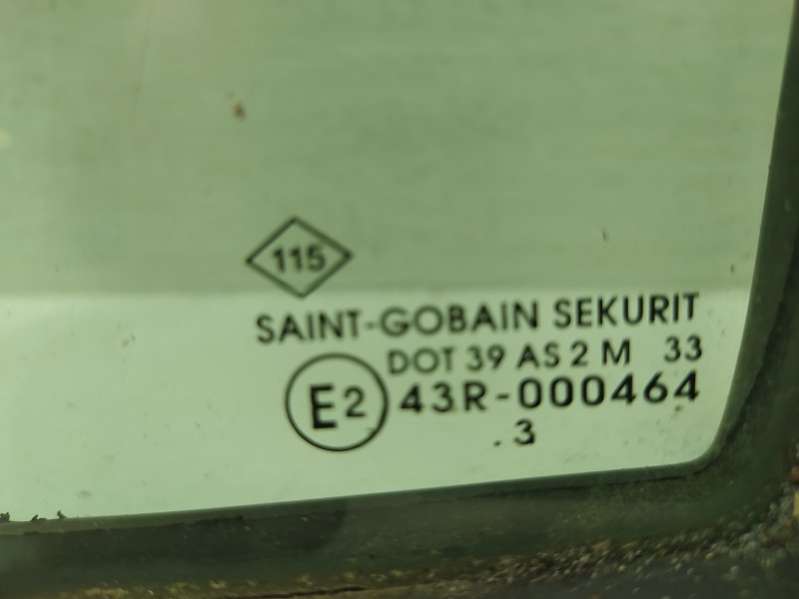 115
SAINT-GOBAIN SEKURIT
DOT 39 AS 2 M 33
E2 43R-000464
. 3